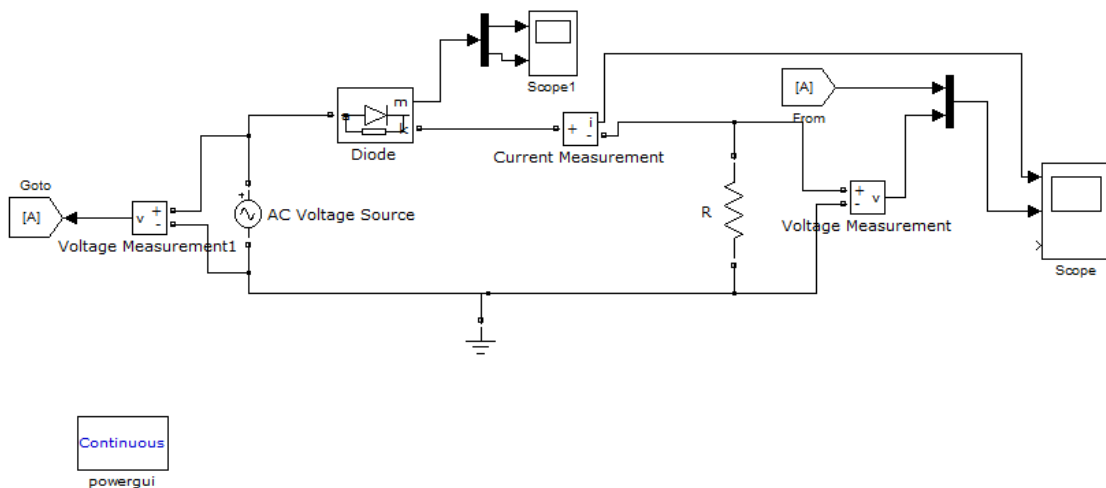 Scope1
m
k
Diode
+
i
-
Current Measurement
[A]
From
Goto
[A]
v
+
-
Voltage Measurement1
+
AC Voltage Source
R
+
-
v
Voltage Measurement
Scope
Continuous
powergui